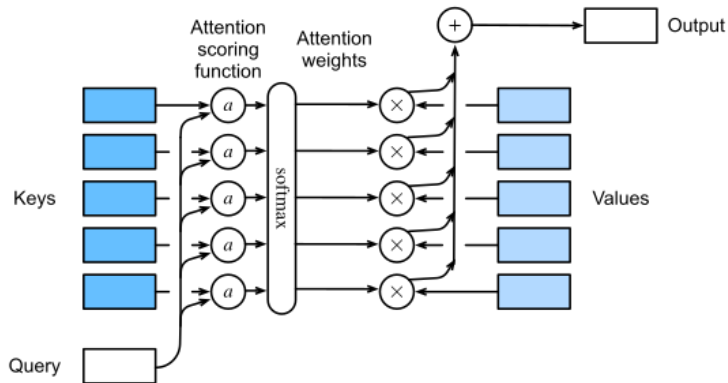 Attention
scoring
function
Attention
weights
+
Output
a
×
a
×
Keys
a
softmax
×
Values
a
×
a
×
Query